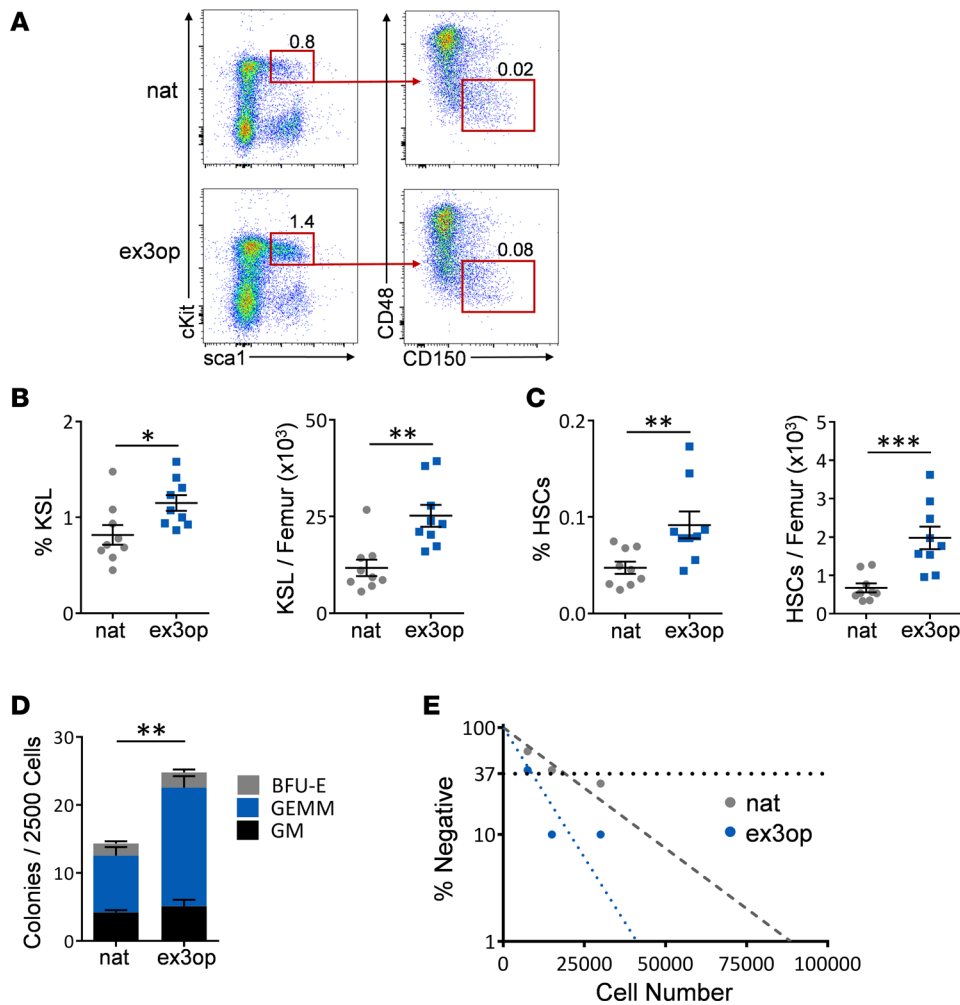 A
nat
0.8
0.02
ex3op
1.4
0.08
cKit
CD48
sca1
CD150
B
2
1
0
% KSL
*
nat
ex3op
50
25
0
KSL / Femur (x10³)
**
nat
ex3op
C
0.2
0.1
0.0
% HSCs
**
nat
ex3op
5
4
3
2
1
0
HSCs / Femur (x10³)
***
nat
ex3op
D
30
20
10
0
Colonies / 2500 Cells
**
nat
ex3op
BFU-E
GEMM
GM
E
100
37
10
1
% Negative
nat
ex3op
0
25000
50000
75000
100000
Cell Number